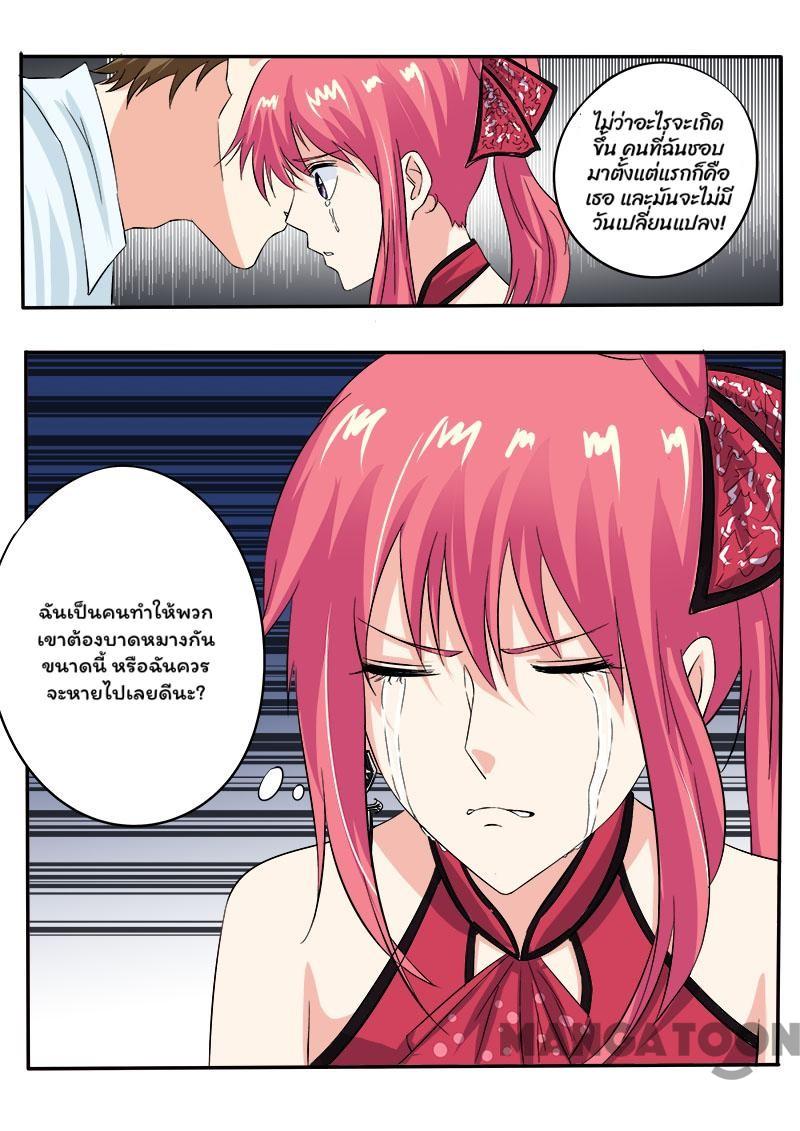 ไม่ว่าอะไรจะเกิด
ขึ้น คนที่ฉันชอบ
มาตั้งแต่แรกก็คือ
เธอ และมันจะไม่มี
วันเปลี่ยนแปลง!
ฉันเป็นคนทำให้พวก
เขาต้องบาดหมางกัน
ขนาดนี้ หรือฉันควร
จะหายไปเลยดีนะ?
MANGATOON